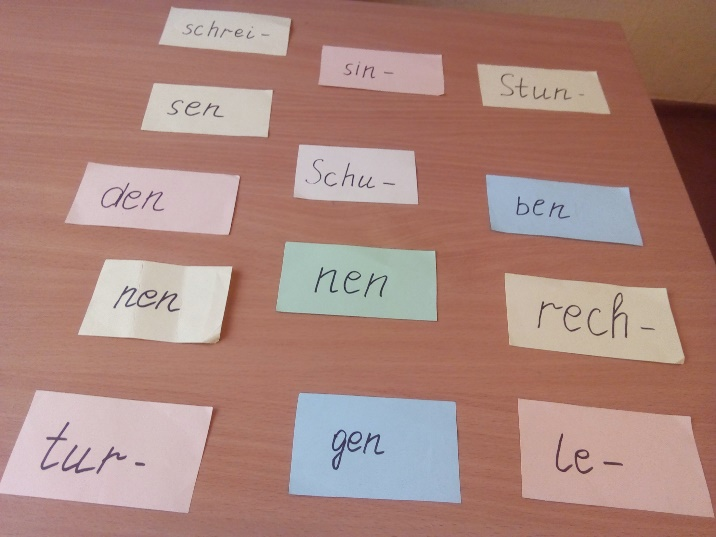 schrei-
sin-
Stun-
sen
Schu-
den
ben
nen
nen
rech-
tur-
gen
le-